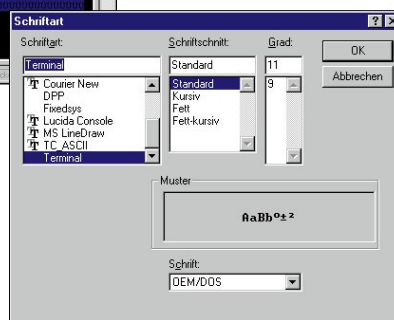 Schriftart
Schriftart:
Schriftschnitt:
Grad:
Terminal
Standard
11
OK
Abbrechen
Courier New
DPP
Fixedsys
Lucida Console
MS LineDraw
TC_ASCII
Terminal
Standard
Kursiv
Fett
Fett-kursiv
9
Muster
AaBbº±²
Schrift:
OEM/DOS